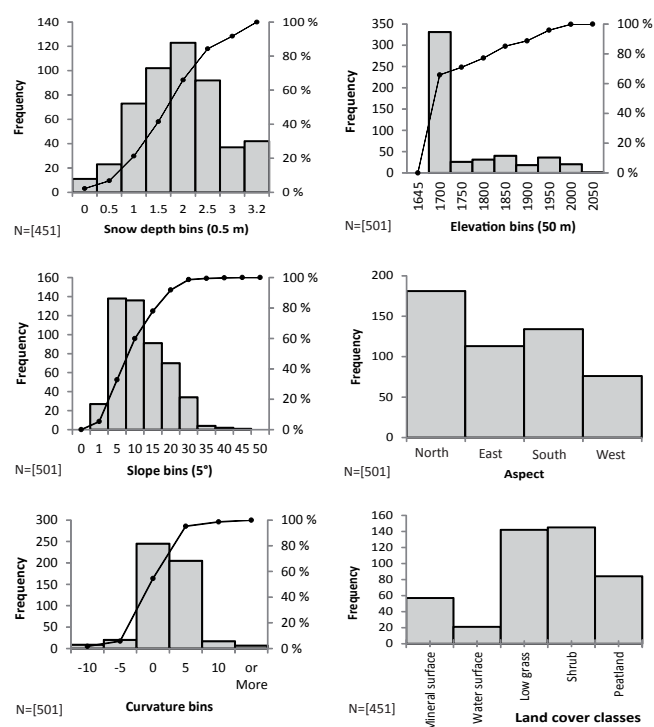 140
120
100
80
60
40
20
0
Frequency
100 %
80 %
60 %
40 %
20 %
0 %
0 0.5 1 1.5 2 2.5 3 3.2
N=[451]
Snow depth bins (0.5 m)
350
300
250
200
150
100
50
0
Frequency
100 %
80 %
60 %
40 %
20 %
0 %
1645 1700 1750 1800 1850 1900 1950 2000 2050
N=[501]
Elevation bins (50 m)
160
140
120
100
80
60
40
20
0
Frequency
100 %
80 %
60 %
40 %
20 %
0 %
0 1 5 10 15 20 30 35 40 45 50
N=[501]
Slope bins (5°)
200
150
100
50
0
Frequency
North East South West
N=[501]
Aspect
300
250
200
150
100
50
0
Frequency
100 %
80 %
60 %
40 %
20 %
0 %
-10 -5 0 5 10 or
More
N=[501]
Curvature bins
160
140
120
100
80
60
40
20
0
Frequency
Mineral surface
Water surface
Low grass
Shrub
Peatland
N=[451]
Land cover classes